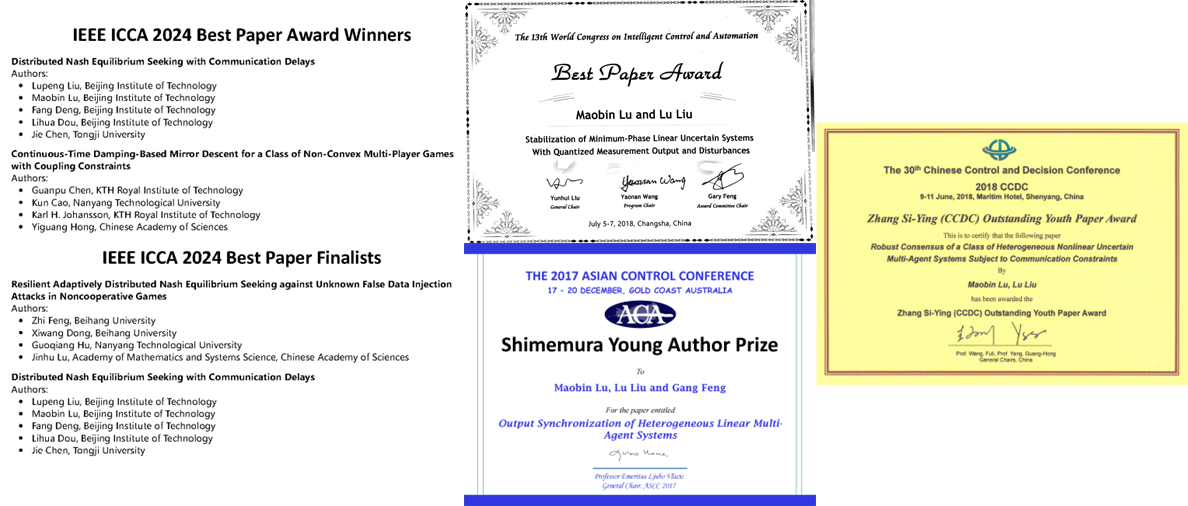 IEEE ICCA 2024 Best Paper Award Winners
Distributed Nash Equilibrium Seeking with Communication Delays
Authors:
• Lupeng Liu, Beijing Institute of Technology
• Maobin Lu, Beijing Institute of Technology
• Fang Deng, Beijing Institute of Technology
• Lihua Dou, Beijing Institute of Technology
• Jie Chen, Tongji University
Continuous-Time Damping-Based Mirror Descent for a Class of Non-Convex Multi-Player Games
with Coupling Constraints
Authors:
• Guanpu Chen, KTH Royal Institute of Technology
• Kun Cao, Nanyang Technological University
• Karl H. Johansson, KTH Royal Institute of Technology
• Yiguang Hong, Chinese Academy of Sciences
IEEE ICCA 2024 Best Paper Finalists
Resilient Adaptively Distributed Nash Equilibrium Seeking against Unknown False Data Injection
Attacks in Noncooperative Games
Authors:
• Zhi Feng, Beihang University
• Xiwang Dong, Beihang University
• Guoqiang Hu, Nanyang Technological University
• Jinhu Lu, Academy of Mathematics and Systems Science, Chinese Academy of Sciences
Distributed Nash Equilibrium Seeking with Communication Delays
Authors:
• Lupeng Liu, Beijing Institute of Technology
• Maobin Lu, Beijing Institute of Technology
• Fang Deng, Beijing Institute of Technology
• Lihua Dou, Beijing Institute of Technology
• Jie Chen, Tongji University
The 13th World Congress on Intelligent Control and Automation
Best Paper Award
Maobin Lu and Lu Liu
Stabilization of Minimum-Phase Linear Uncertain Systems
With Quantized Measurement Output and Disturbances
Yaonan Wang
Yunhui Liu Yaonan Wang Gary Feng
General Chair Program Chair Award Committee Chair
July 5-7, 2018, Changsha, China
THE 2017 ASIAN CONTROL CONFERENCE
17 – 20 DECEMBER, GOLD COAST AUSTRALIA
ACA
Shimemura Young Author Prize
To
Maobin Lu, Lu Liu and Gang Feng
For the paper entitled
Output Synchronization of Heterogeneous Linear Multi-
Agent Systems
Professor Emeritus Ljubo Vlacic
General Chair, ASCC 2017
The 30th Chinese Control and Decision Conference
2018 CCDC
9-11 June, 2018, Maritim Hotel, Shenyang, China
Zhang Si-Ying (CCDC) Outstanding Youth Paper Award
This is to certify that the following paper
Robust Consensus of a Class of Heterogeneous Nonlinear Uncertain
Multi-Agent Systems Subject to Communication Constraints
By
Maobin Lu, Lu Liu
has been awarded the
Zhang Si-Ying (CCDC) Outstanding Youth Paper Award
Prof. Wang, Fuli, Prof. Yang, Guang-Hong
General Chairs, China